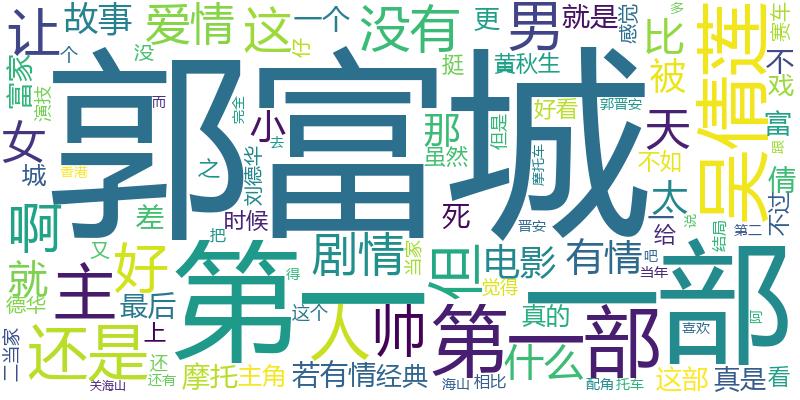 郭富城
第二部
吴倩莲
第一部
还是
剧情
没有
主
人
好
让
爱情
这
男
女
啊
就
但
帅
什么
有情
电影
比
天
太
被
那
小
死
故事
一个
就是
更
感觉
多
赛车
富家
个
没
仔
挺
黄秋生
不
戏
演技
而
完全
好看
郭晋安
但是
富
跟
城
香港
之
刘德华
去
虽然
摩托车
不如
倩
差
时候
把
晋安
一
给
说
不过
结局
第二
又
当家
得
吧
当年
觉得
德华
最后
上
这个
真的
喜欢
二当家
还
还有
关海山
摩托
主角
若有情
经典
海山
相比
配角
托车
这部
真是
看